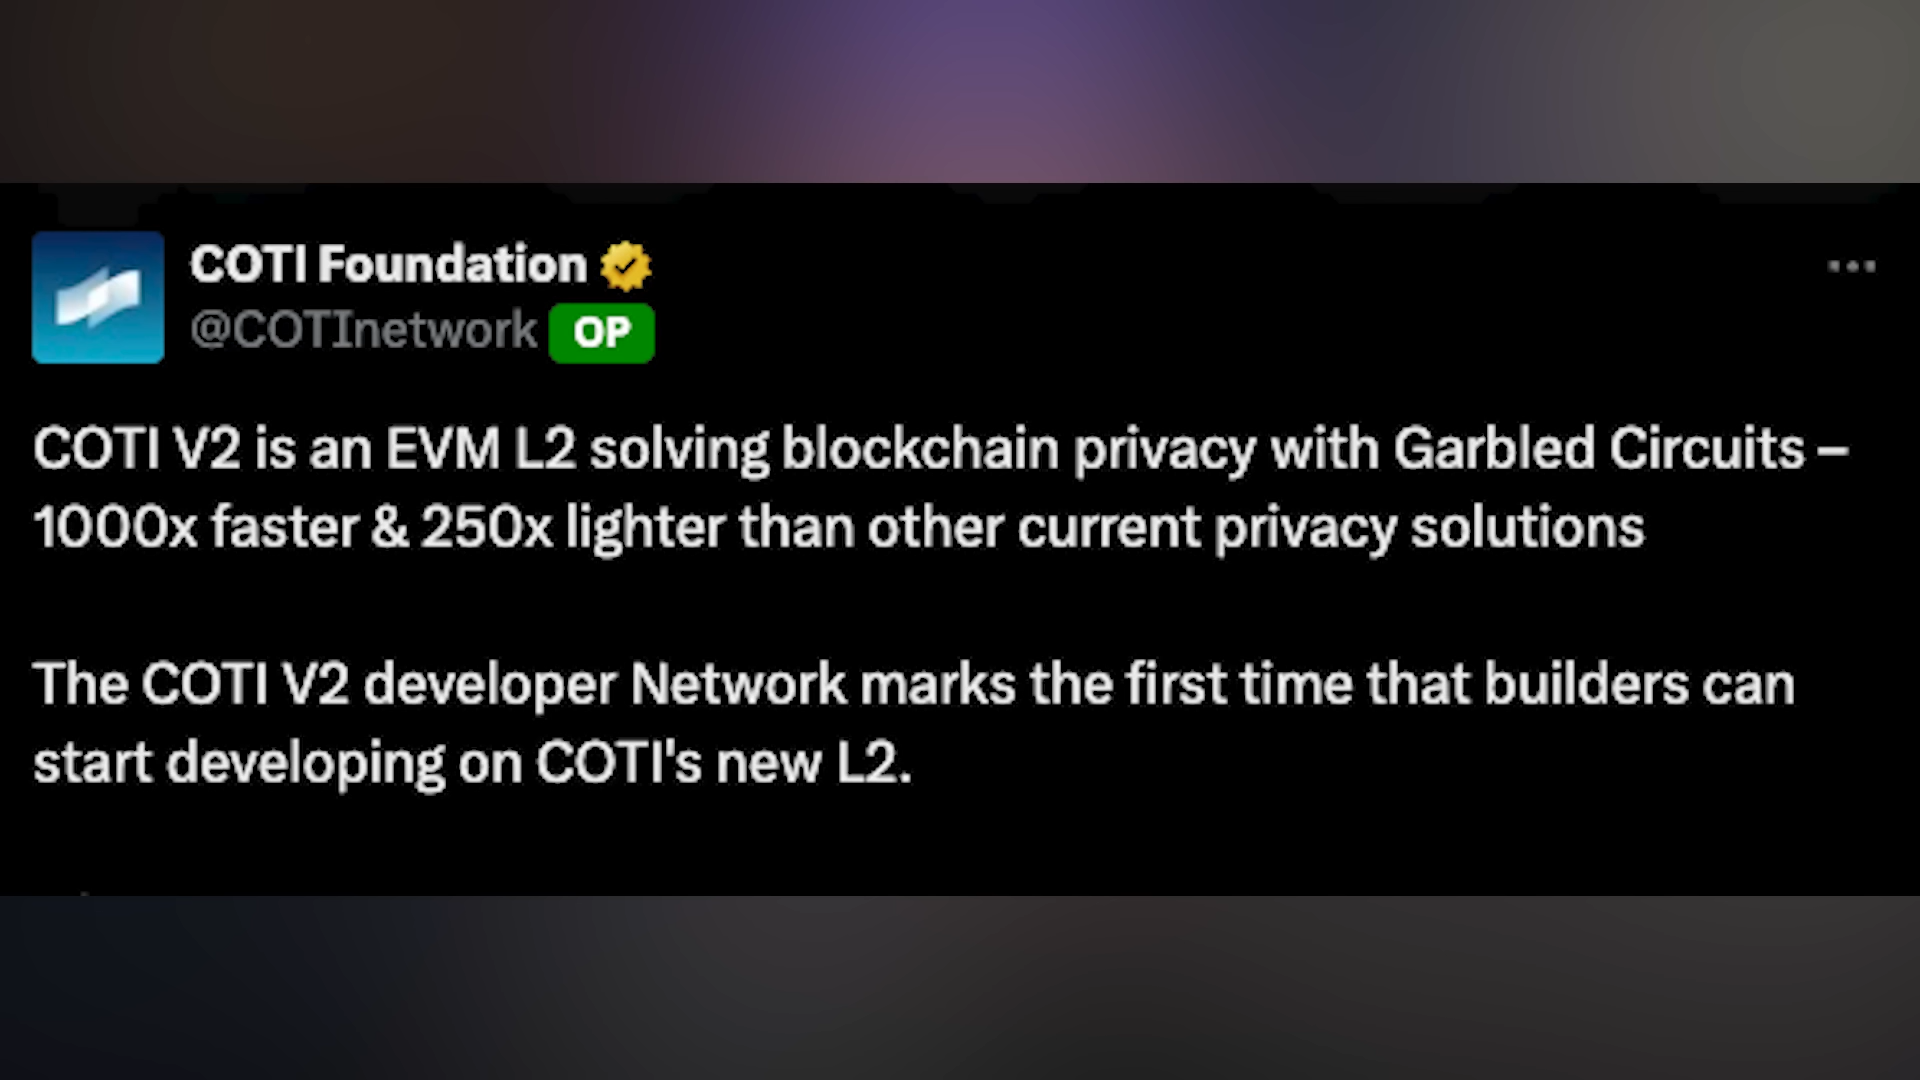 COTI Foundation
@COTInetwork OP
COTI V2 is an EVM L2 solving blockchain privacy with Garbled Circuits –
1000x faster & 250x lighter than other current privacy solutions
The COTI V2 developer Network marks the first time that builders can
start developing on COTI's new L2.